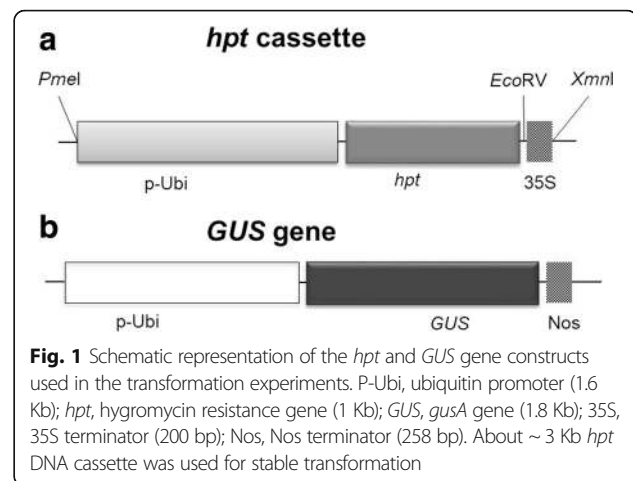 a
hpt cassette
PmeI
EcoRV
XmnI
p-Ubi
hpt
35S
b
GUS gene
p-Ubi
GUS
Nos
Fig. 1 Schematic representation of the hpt and GUS gene constructs
used in the transformation experiments. P-Ubi, ubiquitin promoter (1.6
Kb); hpt, hygromycin resistance gene (1 Kb); GUS, gusA gene (1.8 Kb); 35S,
35S terminator (200 bp); Nos, Nos terminator (258 bp). About ~ 3 Kb hpt
DNA cassette was used for stable transformation